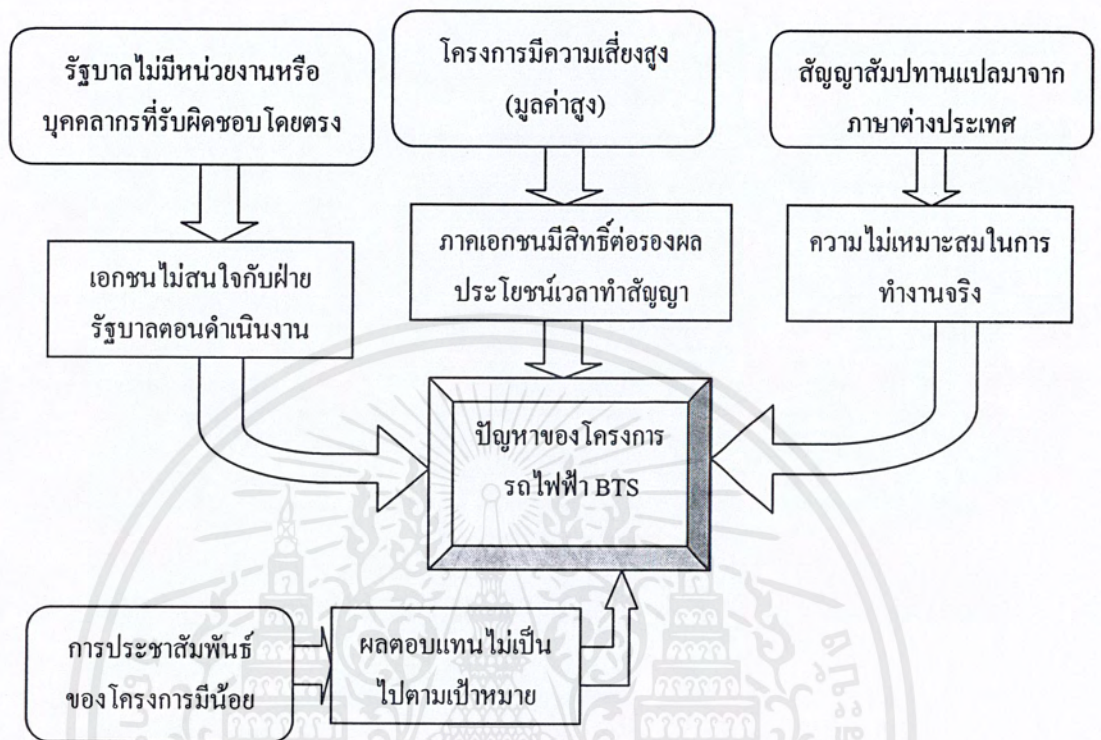 รัฐบาลไม่มีหน่วยงานหรือ
บุคคลากรที่รับผิดชอบโดยตรง
โครงการมีความเสี่ยงสูง
(มูลค่าสูง)
สัญญาสัมปทานแปลมาจาก
ภาษาต่างประเทศ
เอกชนไม่สนใจกับฝ่าย
รัฐบาลตอนดำเนินงาน
ภาคเอกชนมีสิทธิ์ต่อรองผล
ประโยชน์เวลาทำสัญญา
ความไม่เหมาะสมในการ
ทำงานจริง
ปัญหาของโครงการ
รถไฟฟ้า BTS
การประชาสัมพันธ์
ของโครงการมีน้อย
ผลตอบแทนไม่เป็น
ไปตามเป้าหมาย